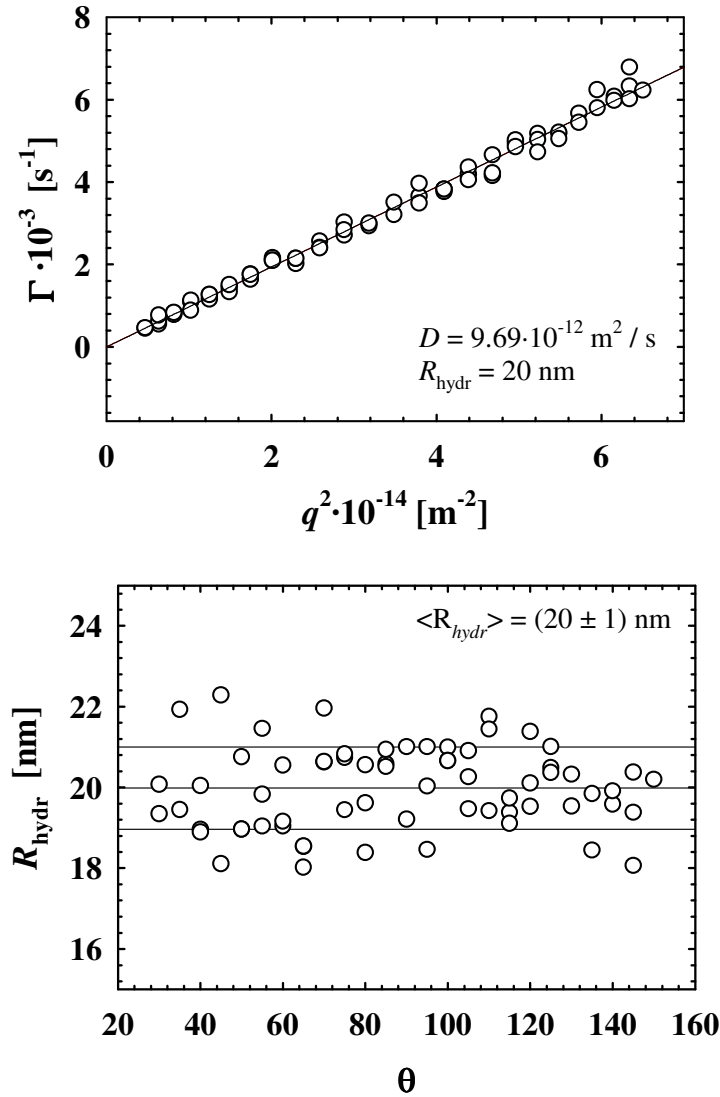 8
6
4
2
0
Γ·10⁻³ [s⁻¹]
D = 9.69·10⁻¹² m² / s
R_hydr = 20 nm
0 2 4 6
q²·10⁻¹⁴ [m⁻²]
<R_hydr> = (20 ± 1) nm
24
22
20
18
16
R_hydr [nm]
20 40 60 80 100 120 140 160
θ